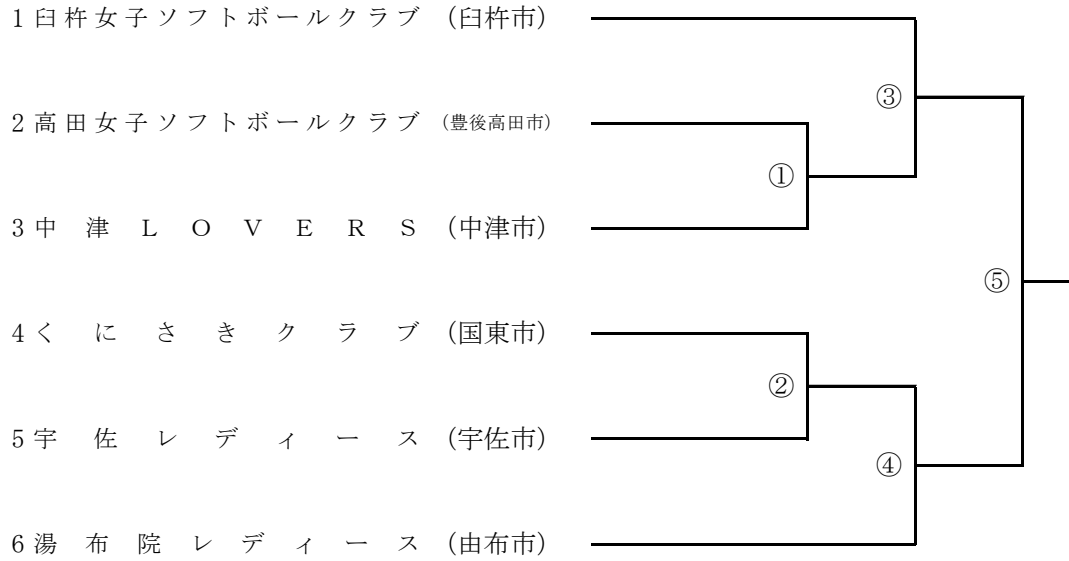 1臼杵女子ソフトボールクラブ (臼杵市)
③
2高田女子ソフトボールクラブ (豊後高田市)
①
3中津LOVERS (中津市)
⑤
4くにさきクラブ (国東市)
②
5宇佐レディース (宇佐市)
④
6湯布院レディース (由布市)